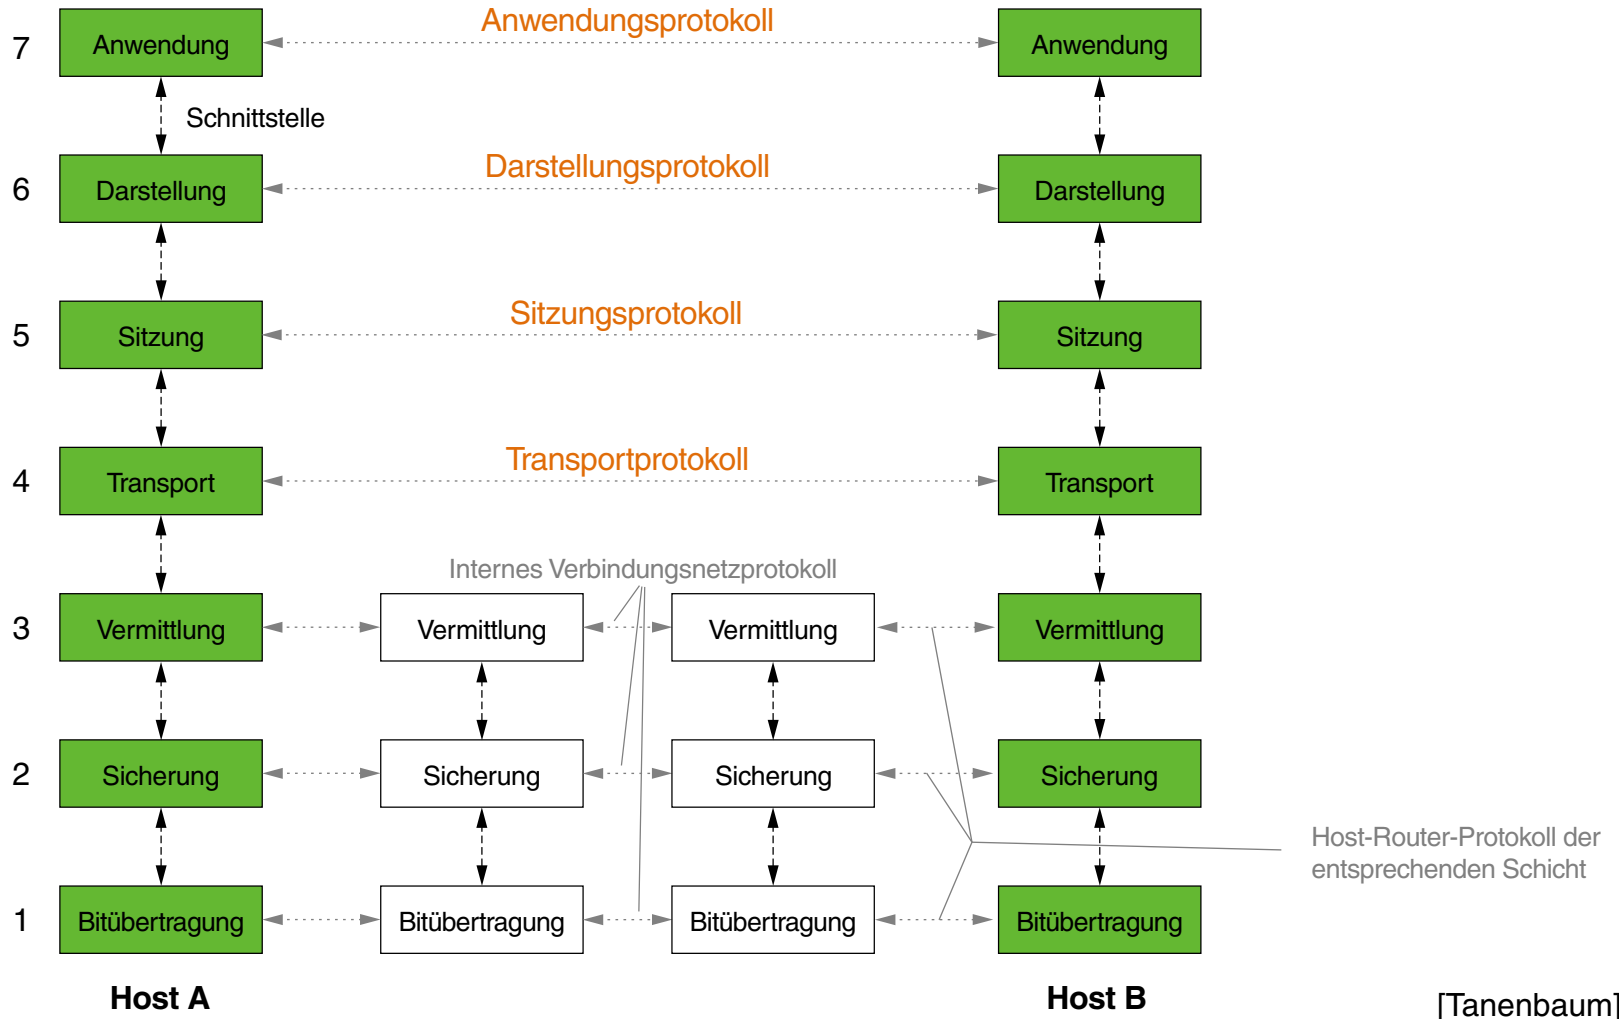 7 Anwendung Anwendungsprotokoll Anwendung
Schnittstelle
6 Darstellung Darstellungsprotokoll Darstellung
5 Sitzung Sitzungsprotokoll Sitzung
4 Transport Transportprotokoll Transport
Internes Verbindungsnetzprotokoll
3 Vermittlung Vermittlung Vermittlung Vermittlung
2 Sicherung Sicherung Sicherung Sicherung
Host-Router-Protokoll der
entsprechenden Schicht
1 Bitübertragung Bitübertragung Bitübertragung Bitübertragung
Host A Host B [Tanenbaum]